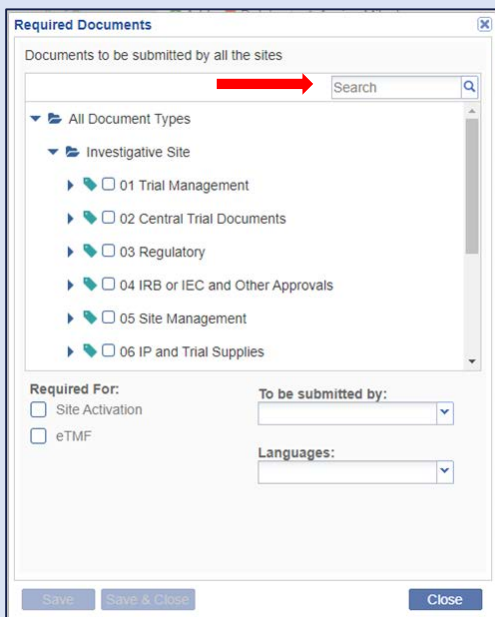 Required Documents
Documents to be submitted by all the sites
Search
All Document Types
Investigative Site
01 Trial Management
02 Central Trial Documents
03 Regulatory
04 IRB or IEC and Other Approvals
05 Site Management
06 IP and Trial Supplies
Required For:
To be submitted by:
Site Activation
eTMF
Languages:
Save
Save & Close
Close